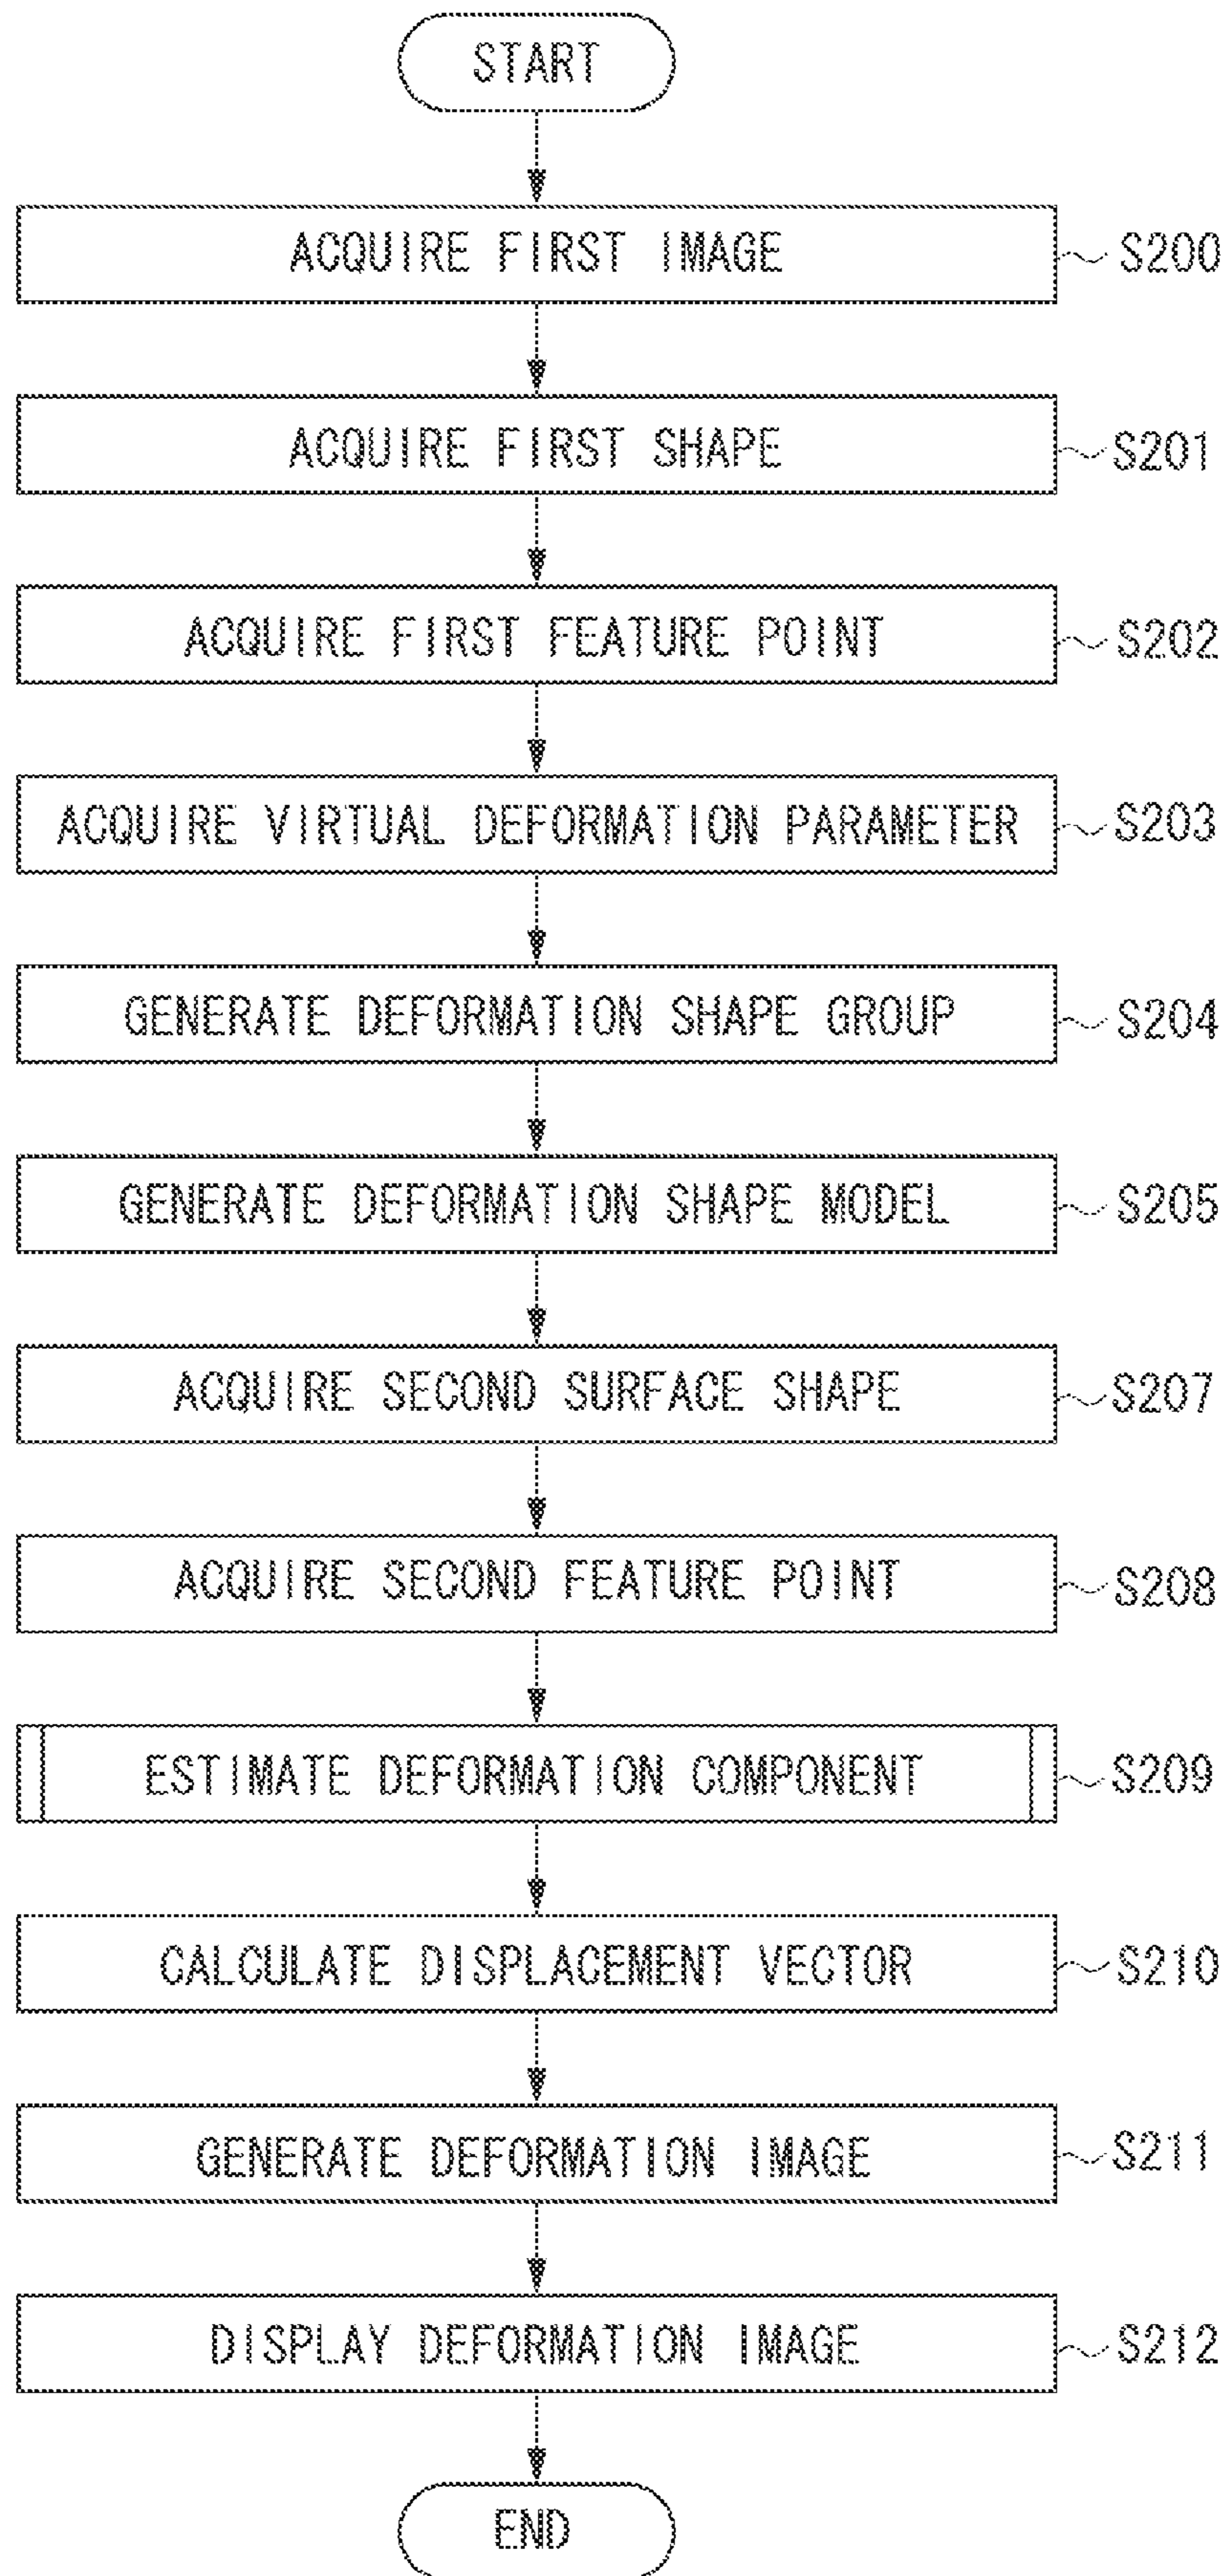 START
ACQUIRE FIRST IMAGE S200
ACQUIRE FIRST SHAPE S201
ACQUIRE FIRST FEATURE POINT S202
ACQUIRE VIRTUAL DEFORMATION PARAMETER S203
GENERATE DEFORMATION SHAPE GROUP S204
GENERATE DEFORMATION SHAPE MODEL S205
ACQUIRE SECOND SURFACE SHAPE S207
ACQUIRE SECOND FEATURE POINT S208
ESTIMATE DEFORMATION COMPONENT S209
CALCULATE DISPLACEMENT VECTOR S210
GENERATE DEFORMATION IMAGE S211
DISPLAY DEFORMATION IMAGE S212
END